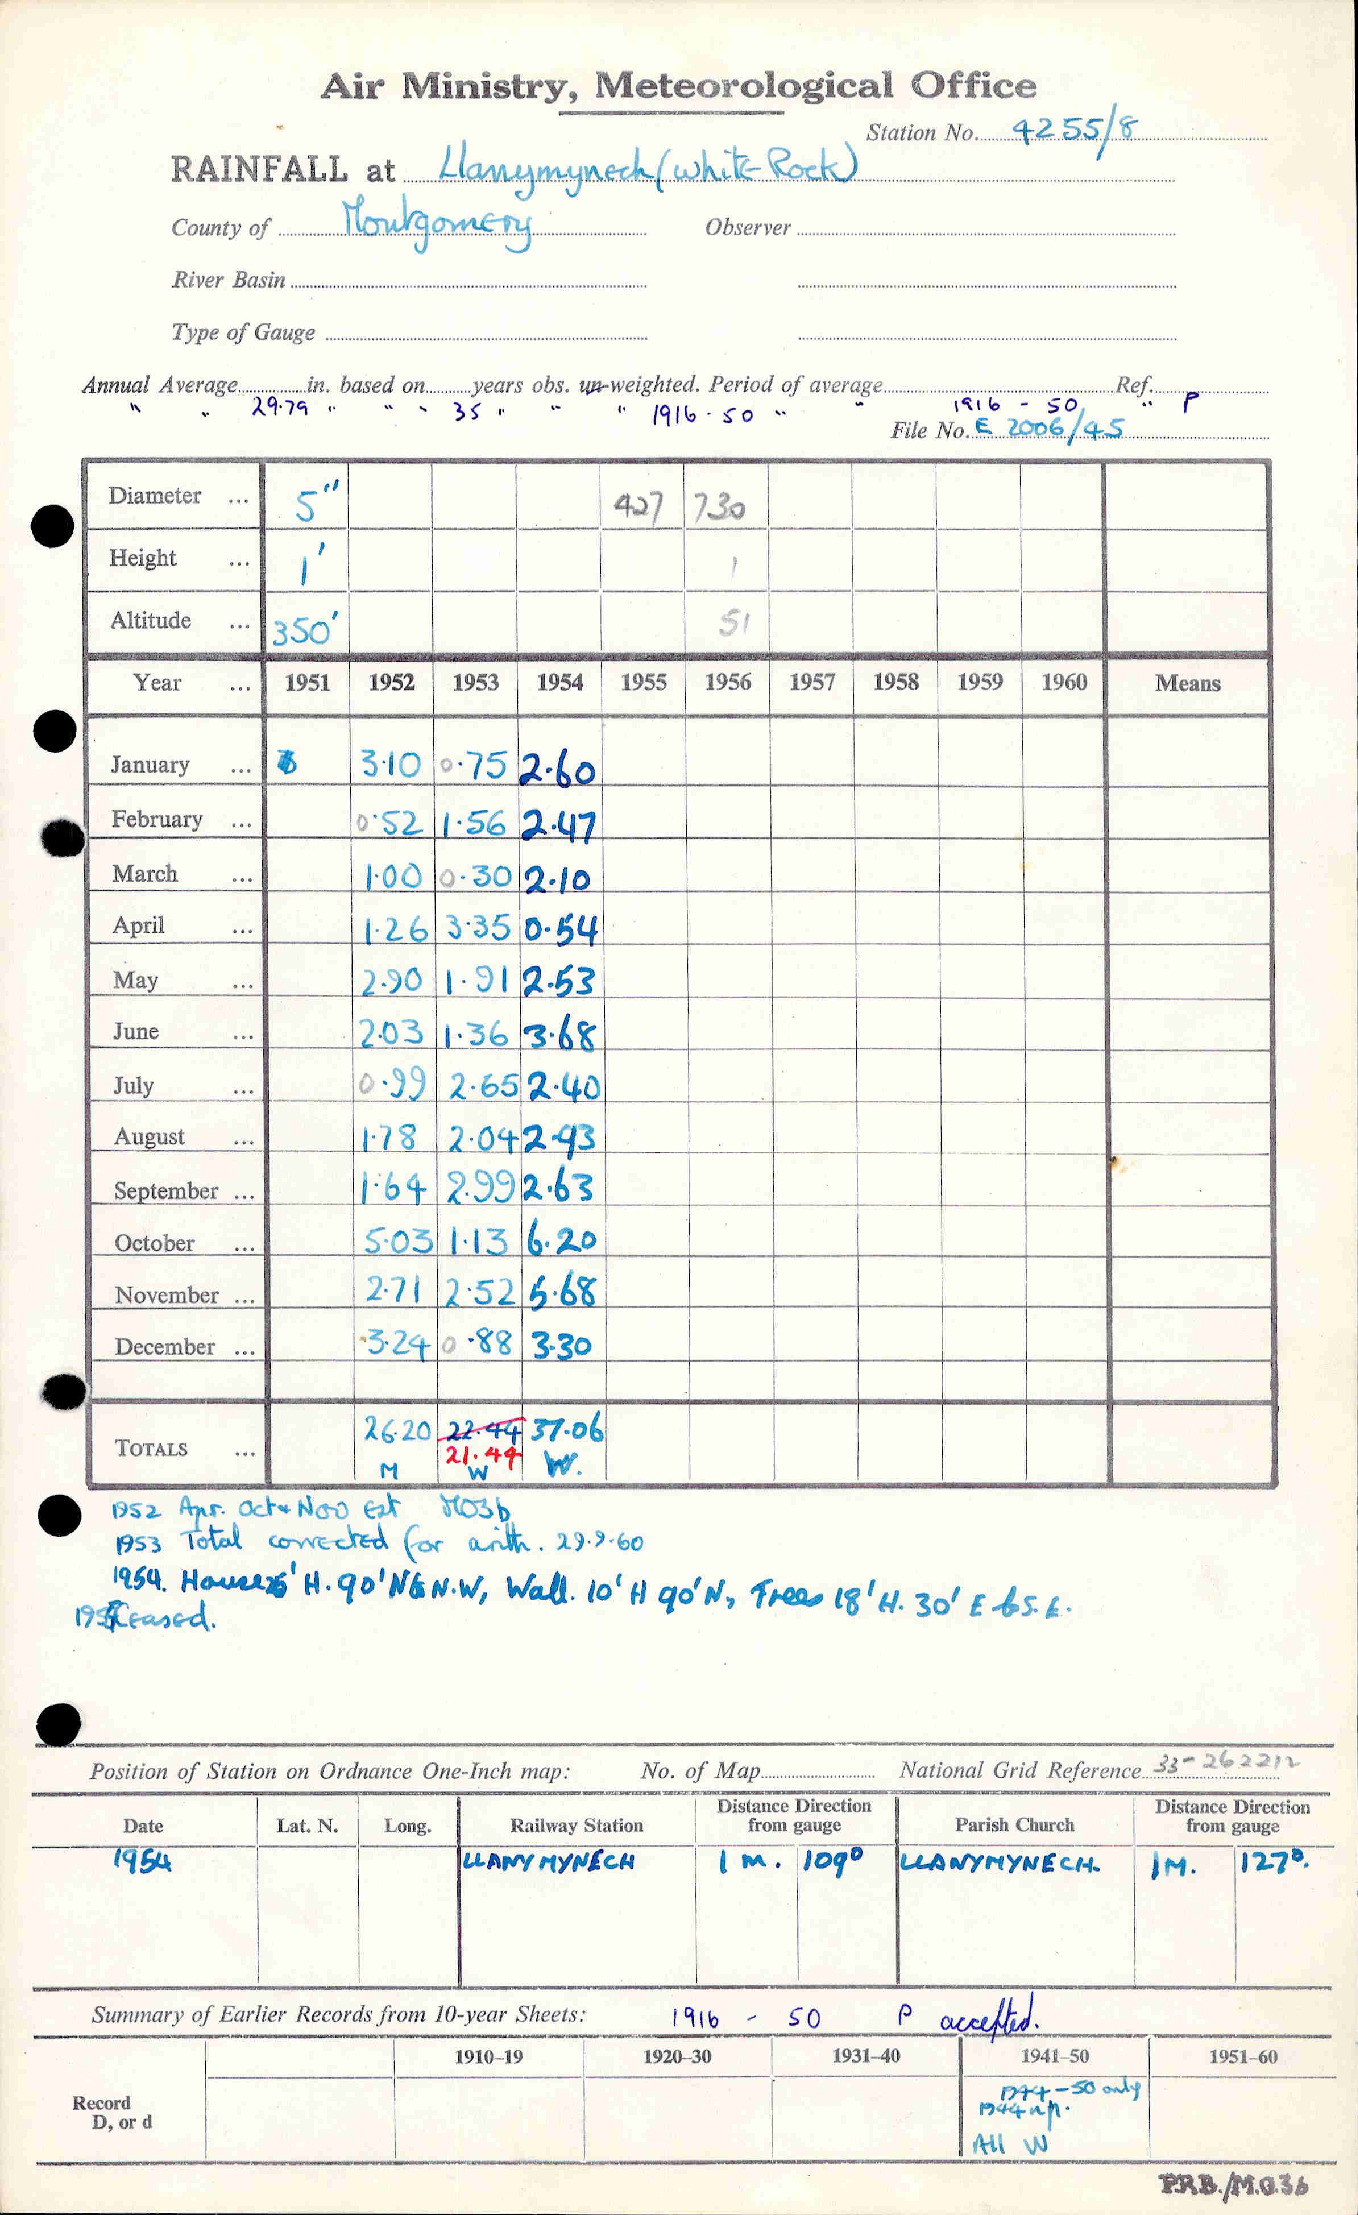 Air Ministry, Meteorological Office
Station No. 4255/8
RAINFALL at Llanymynech (White Rock)
County of Montgomery Observer
River Basin
Type of Gauge
Annual Average in. based on years obs. un-weighted. Period of average Ref.
" " 29.79 " " " 35 " " " 1916-50 " " 1916 - 50 " P
File No. E 2006/45
Diameter ... 5" 427 730
Height ... 1' 1
Altitude ... 350' 51
Year ... 1951 1952 1953 1954 1955 1956 1957 1958 1959 1960 Means
January ... 3.10 0.75 2.60
February ... 0.52 1.56 2.47
March ... 1.00 0.30 2.10
April ... 1.26 3.35 0.54
May ... 2.90 1.91 2.53
June ... 2.03 1.36 3.68
July ... 0.99 2.65 2.40
August ... 1.78 2.04 2.93
September ... 1.64 2.99 2.63
October ... 5.03 1.13 6.20
November ... 2.71 2.52 5.68
December ... 3.24 0.88 3.30
TOTALS ... 26.20 22.44 37.06
21.44
M W W.
1952 Apr. Oct + Nov Est MO3b
1953 Total corrected for arith. 29.9.60
1954. House H. 90' N & N.W, Wall. 10' H 90' N, Trees 18' H. 30' E to S.E.
Ceased.
Position of Station on Ordnance One-Inch map: No. of Map National Grid Reference 33-262212
Date Lat. N. Long. Railway Station Distance Direction from gauge Parish Church Distance Direction from gauge
1954 LLANYMYNECH 1 m. 109° LLANYMYNECH. 1M. 127°.
Summary of Earlier Records from 10-year Sheets: 1916 - 50 P accepted.
1910–19 1920–30 1931–40 1941–50 1951–60
Record
D, or d
1944-50 only
1944 n/p.
All W
P.R.B./M.O.3b